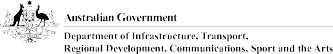 Australian Government
Department of Infrastructure, Transport,
Regional Development, Communications, Sport and the Arts